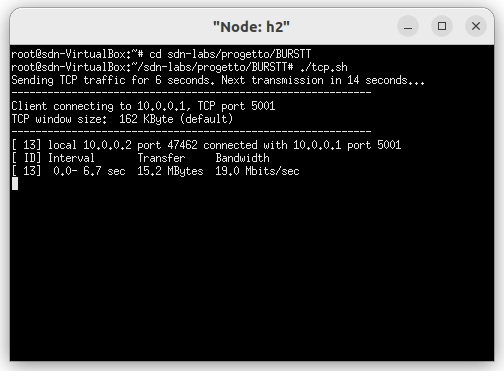 "Node: h2"
root@sdn-VirtualBox:~# cd sdn-labs/progetto/BURSTT
root@sdn-VirtualBox:~/sdn-labs/progetto/BURSTT# ./tcp.sh
Sending TCP traffic for 6 seconds. Next transmission in 14 seconds...
------------------------------------------------------------
Client connecting to 10.0.0.1, TCP port 5001
TCP window size:  162 KByte (default)
------------------------------------------------------------
[ 13] local 10.0.0.2 port 47462 connected with 10.0.0.1 port 5001
[ ID] Interval       Transfer     Bandwidth
[ 13]  0.0- 6.7 sec  15.2 MBytes  19.0 Mbits/sec